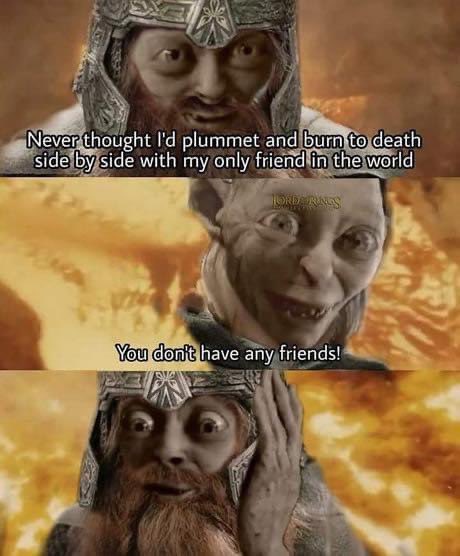 Never thought I'd plummet and burn to death
side by side with my only friend in the world
LORD OF RINGS
You don't have any friends!